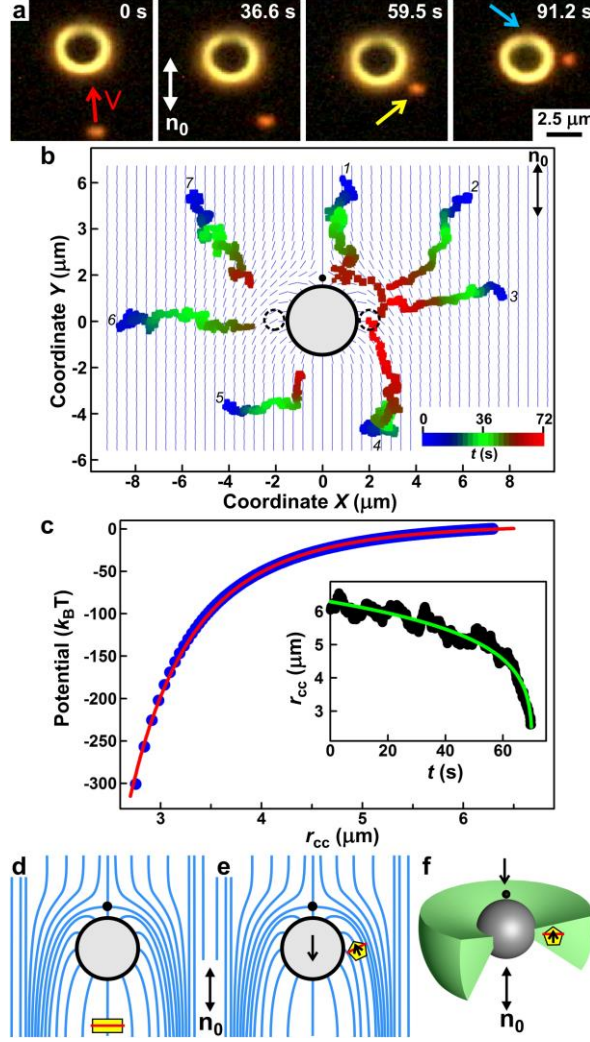 a
0 s
36.6 s
59.5 s
91.2 s
V
n0
2.5 μm
b
n0
7
1
2
3
6
5
4
6
3
2
0
-2
-4
-6
Coordinate Y (μm)
0 36 72
t (s)
-8 -6 -4 -2 0 2 4 6 8
Coordinate X (μm)
c
0
-50
-100
-150
-200
-250
-300
Potential (kBT)
6
5
4
3
rcc (μm)
0 20 40 60
t (s)
3 4 5 6
rcc (μm)
d
n0
e
n0
f
n0